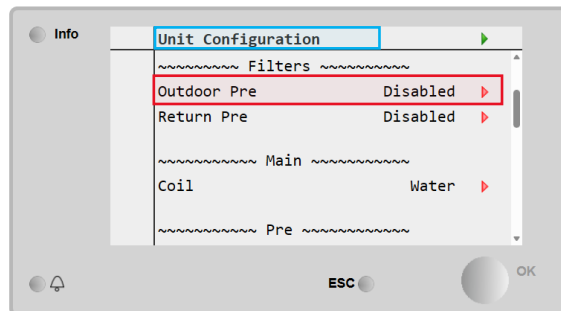 Info
Unit Configuration
~~~~~~~~~ Filters ~~~~~~~~~~
Outdoor Pre Disabled
Return Pre Disabled
~~~~~~~~~~~ Main ~~~~~~~~~~~
Coil Water
~~~~~~~~~~~ Pre ~~~~~~~~~~~~
ESC
OK